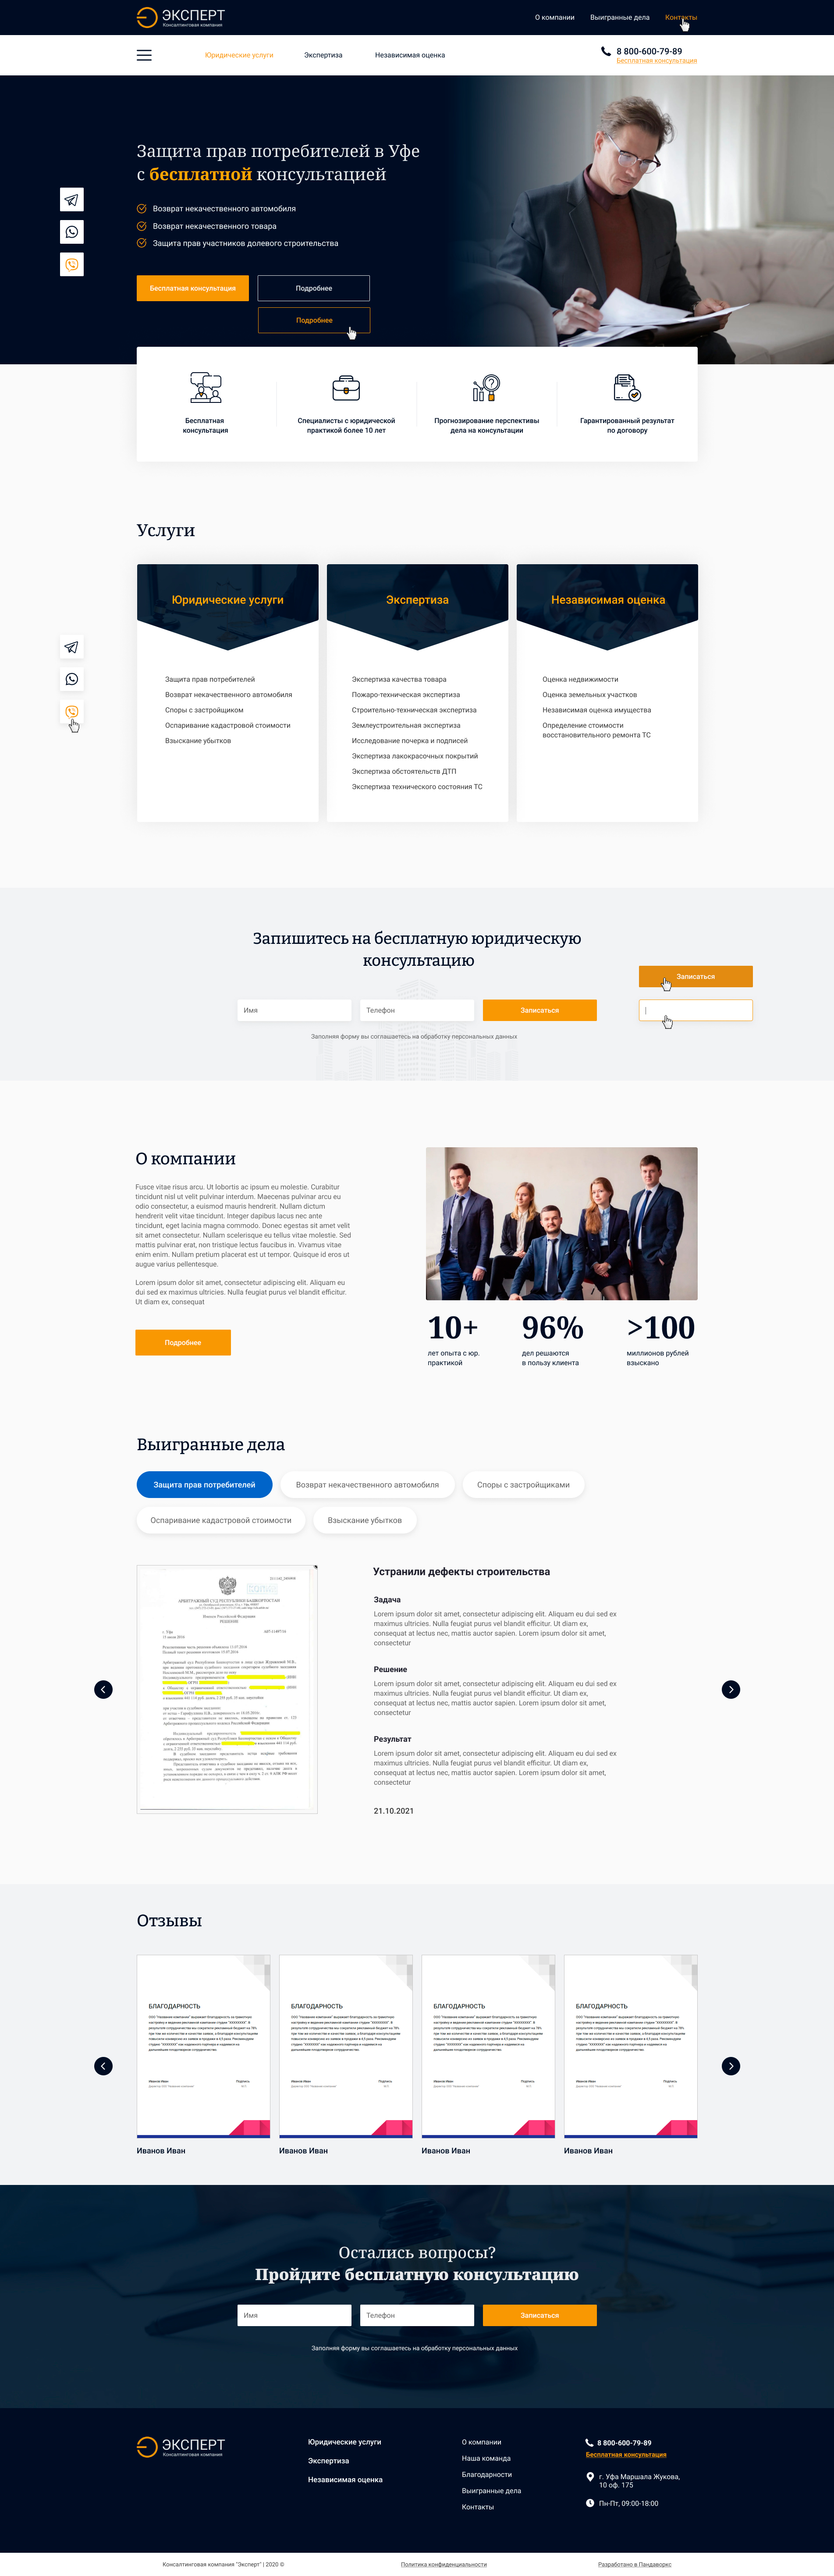 ЭКСПЕРТ
Консалтинговая компания
О компании
Выигранные дела
Контакты
Юридические услуги
Экспертиза
Независимая оценка
8 800-600-79-89
Бесплатная консультация
Защита прав потребителей в Уфе
с бесплатной консультацией
Возврат некачественного автомобиля
Возврат некачественного товара
Защита прав участников долевого строительства
Бесплатная консультация
Подробнее
Подробнее
Бесплатная
консультация
Специалисты с юридической
практикой более 10 лет
Прогнозирование перспективы
дела на консультации
Гарантированный результат
по договору
Услуги
Юридические услуги
Защита прав потребителей
Возврат некачественного автомобиля
Споры с застройщиком
Оспаривание кадастровой стоимости
Взыскание убытков
Экспертиза
Экспертиза качества товара
Пожаро-техническая экспертиза
Строительно-техническая экспертиза
Землеустроительная экспертиза
Исследование почерка и подписей
Экспертиза лакокрасочных покрытий
Экспертиза обстоятельств ДТП
Экспертиза технического состояния ТС
Независимая оценка
Оценка недвижимости
Оценка земельных участков
Независимая оценка имущества
Определение стоимости
восстановительного ремонта ТС
Запишитесь на бесплатную юридическую
консультацию
Имя
Телефон
Записаться
Записаться
Заполняя форму вы соглашаетесь на обработку персональных данных
О компании
Fusce vitae risus arcu. Ut lobortis ac ipsum eu molestie. Curabitur
tincidunt nisl ut velit pulvinar interdum. Maecenas pulvinar arcu eu
odio consectetur, a euismod mauris hendrerit. Nullam dictum
hendrerit velit vitae tincidunt. Integer dapibus lacus nec ante
tincidunt, eget lacinia magna commodo. Donec egestas sit amet velit
sit amet consectetur. Nullam scelerisque eu tellus vitae molestie. Sed
mattis pulvinar erat, non tristique lectus faucibus in. Vivamus vitae
enim enim. Nullam pretium placerat est ut tempor. Quisque id eros ut
augue varius pellentesque.
Lorem ipsum dolor sit amet, consectetur adipiscing elit. Aliquam eu
dui sed ex maximus ultricies. Nulla feugiat purus vel blandit efficitur.
Ut diam ex, consequat
Подробнее
10+
лет опыта с юр.
практикой
96%
дел решаются
в пользу клиента
>100
миллионов рублей
взыскано
Выигранные дела
Защита прав потребителей
Возврат некачественного автомобиля
Споры с застройщиками
Оспаривание кадастровой стоимости
Взыскание убытков
АРБИТРАЖНЫЙ СУД РЕСПУБЛИКИ БАШКОРТОСТАН
Именем Российской Федерации
РЕШЕНИЕ
г. Уфа
Устранили дефекты строительства
Задача
Lorem ipsum dolor sit amet, consectetur adipiscing elit. Aliquam eu dui sed ex
maximus ultricies. Nulla feugiat purus vel blandit efficitur. Ut diam ex,
consequat at lectus nec, mattis auctor sapien. Lorem ipsum dolor sit amet,
consectetur
Решение
Lorem ipsum dolor sit amet, consectetur adipiscing elit. Aliquam eu dui sed ex
maximus ultricies. Nulla feugiat purus vel blandit efficitur. Ut diam ex,
consequat at lectus nec, mattis auctor sapien. Lorem ipsum dolor sit amet,
consectetur
Результат
Lorem ipsum dolor sit amet, consectetur adipiscing elit. Aliquam eu dui sed ex
maximus ultricies. Nulla feugiat purus vel blandit efficitur. Ut diam ex,
consequat at lectus nec, mattis auctor sapien. Lorem ipsum dolor sit amet,
consectetur
21.10.2021
Отзывы
БЛАГОДАРНОСТЬ
Иванов Иван
Подпись
Иванов Иван
БЛАГОДАРНОСТЬ
Иванов Иван
Подпись
Иванов Иван
БЛАГОДАРНОСТЬ
Иванов Иван
Подпись
Иванов Иван
БЛАГОДАРНОСТЬ
Иванов Иван
Подпись
Иванов Иван
Остались вопросы?
Пройдите бесплатную консультацию
Имя
Телефон
Записаться
Заполняя форму вы соглашаетесь на обработку персональных данных
ЭКСПЕРТ
Консалтинговая компания
Юридические услуги
Экспертиза
Независимая оценка
О компании
Наша команда
Благодарности
Выигранные дела
Контакты
8 800-600-79-89
Бесплатная консультация
г. Уфа Маршала Жукова,
10 оф. 175
Пн-Пт, 09:00-18:00
Консалтинговая компания "Эксперт" | 2020 ©
Политика конфиденциальности
Разработано в Пандаворкс